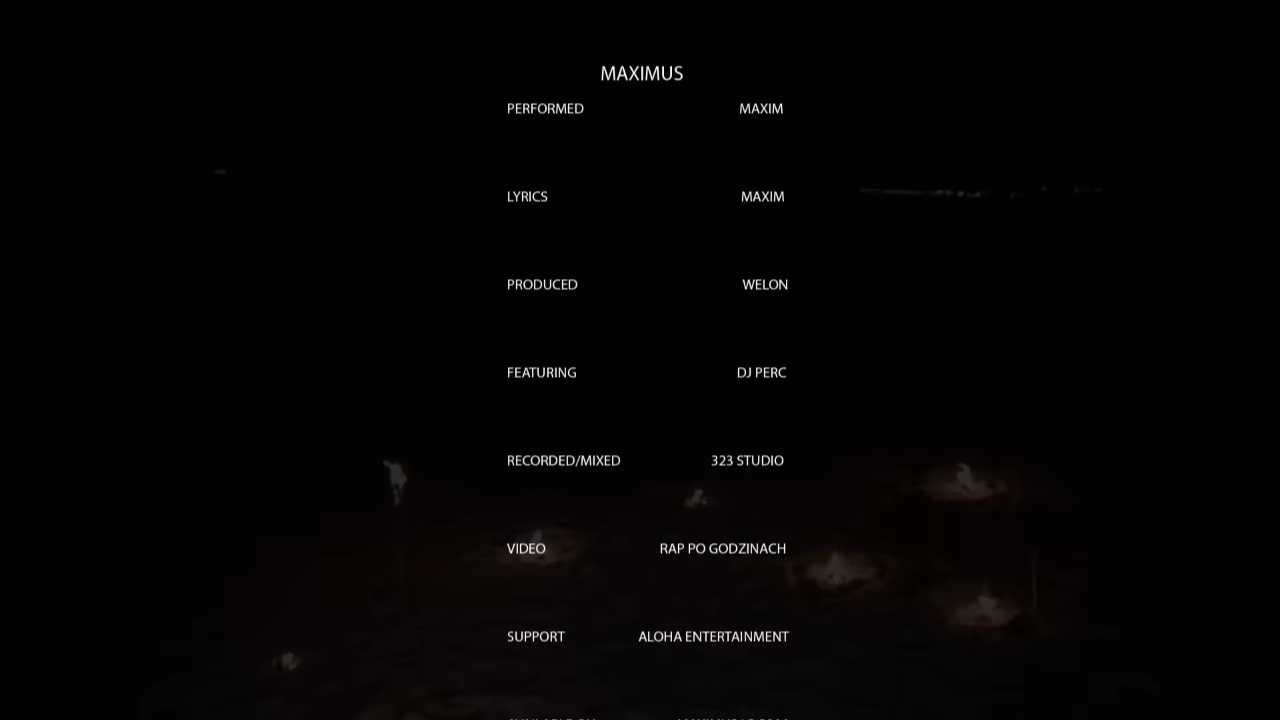 MAXIMUS
PERFORMED MAXIM
LYRICS MAXIM
PRODUCED WELON
FEATURING DJ PERC
RECORDED/MIXED 323 STUDIO
VIDEO RAP PO GODZINACH
SUPPORT ALOHA ENTERTAINMENT